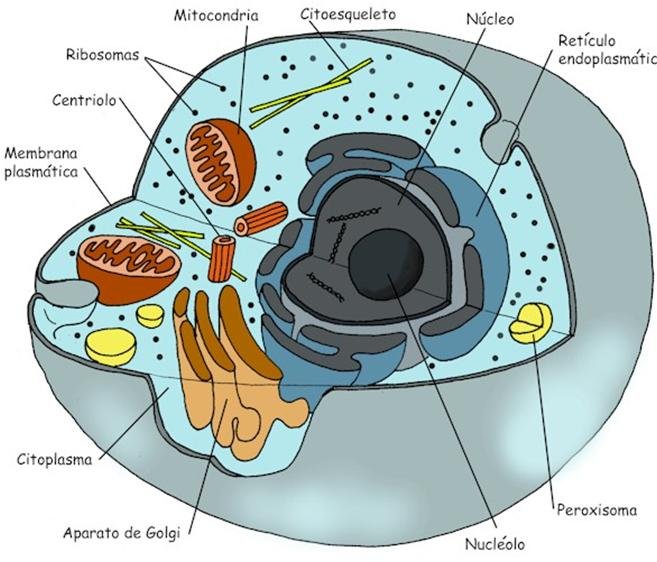 Mitocondria
Citoesqueleto
Núcleo
Retículo
endoplasmátic
Ribosomas
Centriolo
Membrana
plasmática
Citoplasma
Aparato de Golgi
Nucléolo
Peroxisoma